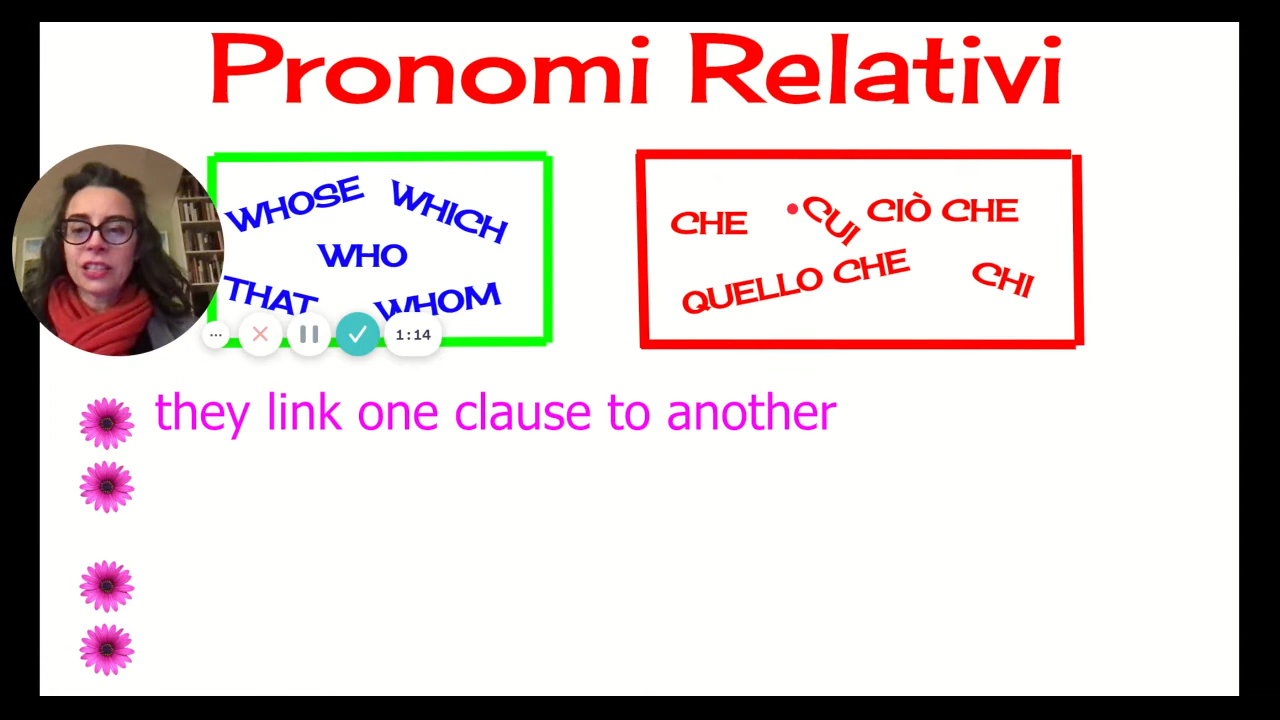 Pronomi Relativi
WHOSE WHICH
WHO
THAT WHOM
CHE CUI CIÒ CHE
QUELLO CHE CHI
1:14
they link one clause to another